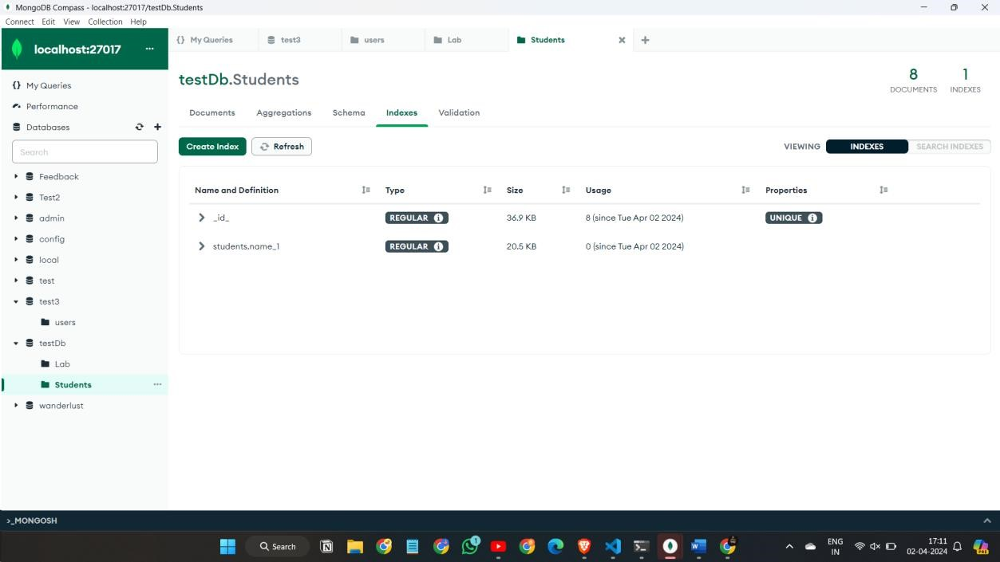 MongoDB Compass - localhost:27017/testDb.Students
Connect Edit View Collection Help
localhost:27017 ...
{} My Queries
test3
users
Lab
Students
My Queries
Performance
Databases
Search
Feedback
Test2
admin
config
local
test
test3
users
testDb
Lab
Students ...
wanderlust
testDb.Students
8 1
DOCUMENTS INDEXES
Documents Aggregations Schema Indexes Validation
Create Index Refresh VIEWING INDEXES SEARCH INDEXES
Name and Definition Type Size Usage Properties
_id_ REGULAR 36.9 KB 8 (since Tue Apr 02 2024) UNIQUE
students.name_1 REGULAR 20.5 KB 0 (since Tue Apr 02 2024)
>_MONGOSH
Search
1
ENG
IN
17:11
02-04-2024